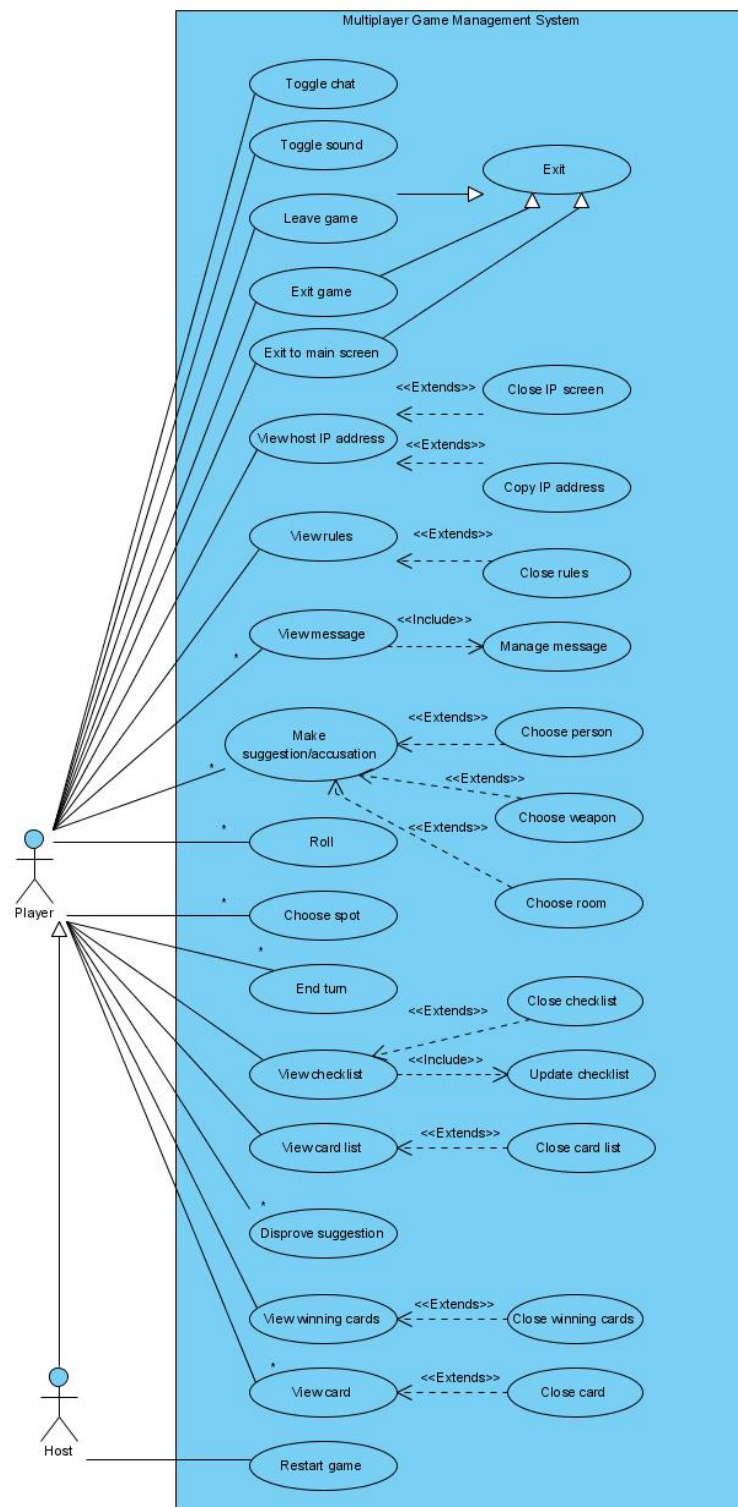 Multiplayer Game Management System
Toggle chat
Toggle sound
Exit
Leave game
Exit game
Exit to main screen
<<Extends>>
Close IP screen
View host IP address
<<Extends>>
Copy IP address
View rules
<<Extends>>
Close rules
View message
<<Include>>
Manage message
*
Make
suggestion/accusation
<<Extends>>
Choose person
*
<<Extends>>
Choose weapon
*
Roll
<<Extends>>
Choose room
Player
*
Choose spot
*
End turn
<<Extends>>
Close checklist
View checklist
<<Include>>
Update checklist
View card list
<<Extends>>
Close card list
*
Disprove suggestion
View winning cards
<<Extends>>
Close winning cards
*
View card
<<Extends>>
Close card
Host
Restart game